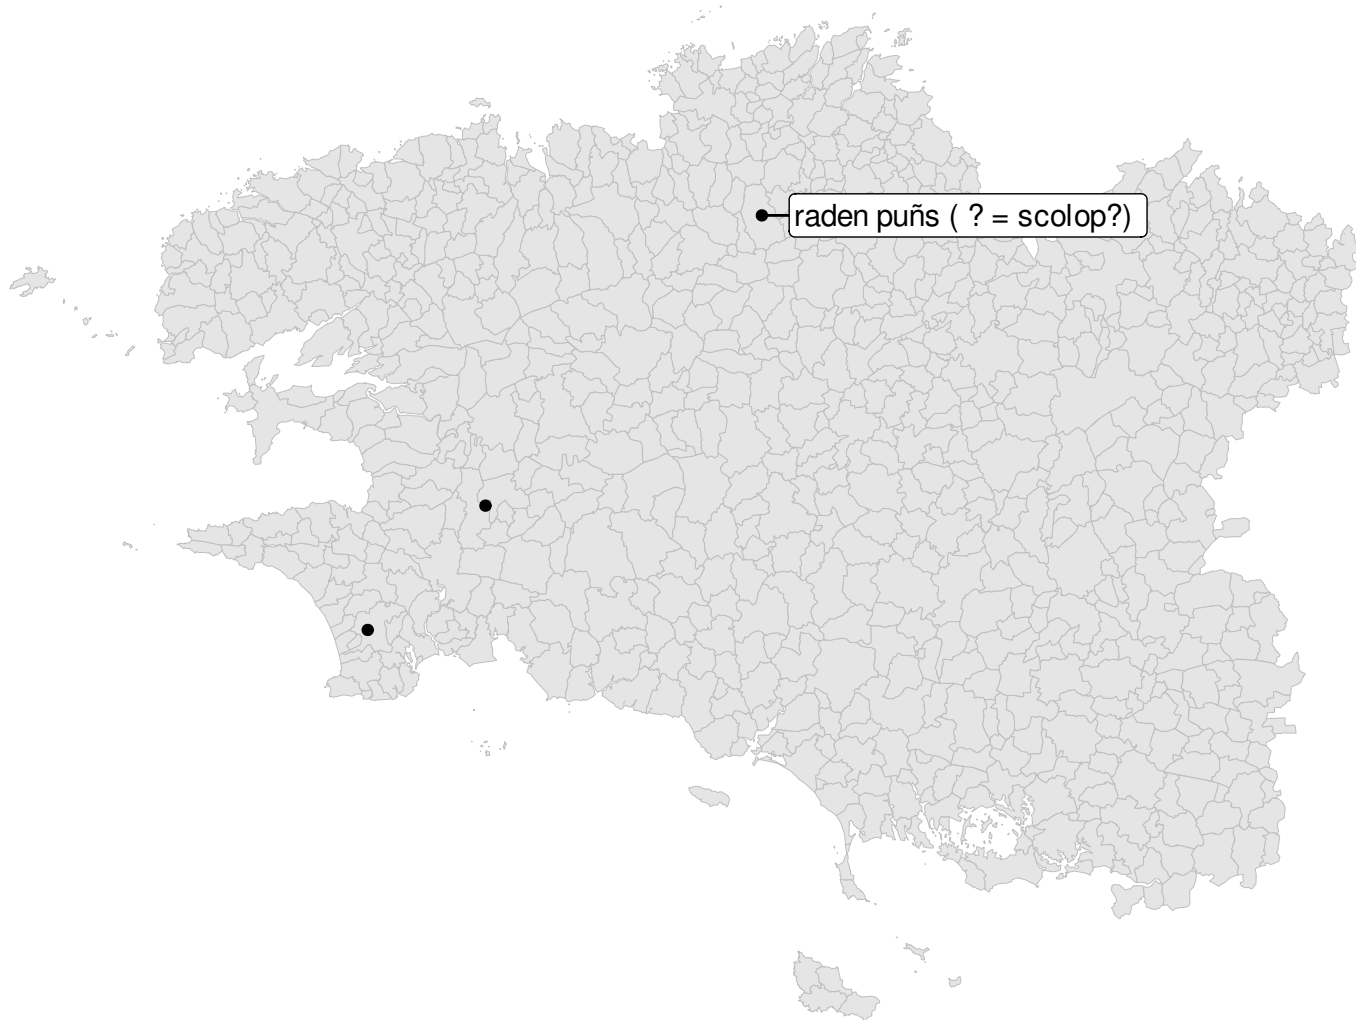 raden puñs ( ? = scolop?)